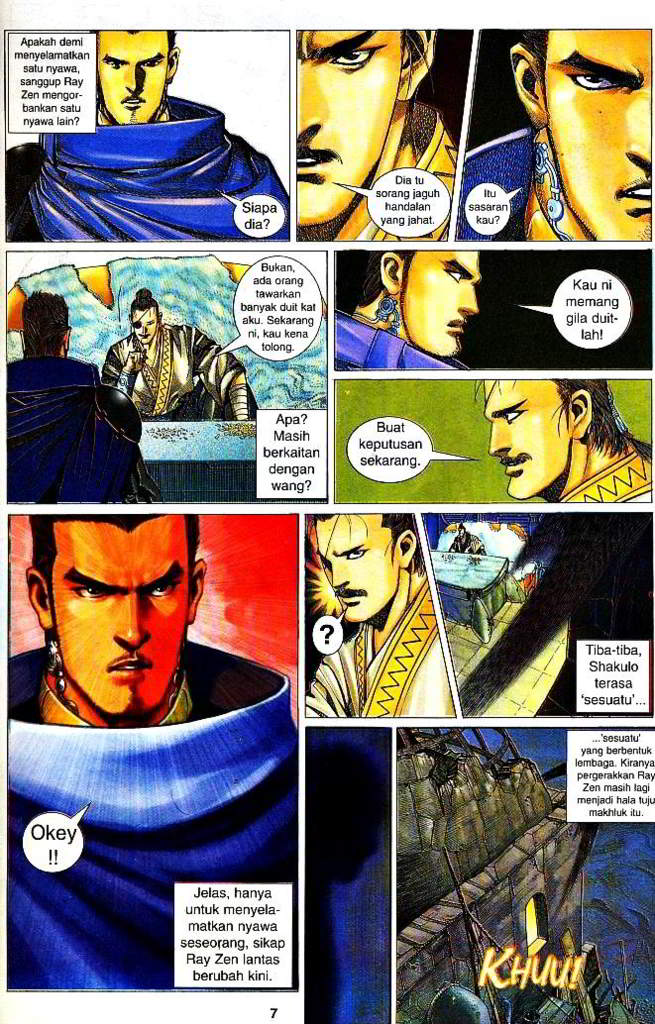 Apakah demi
menyelamatkan
satu nyawa,
sanggup Ray
Zen mengor-
bankan satu
nyawa lain?
Siapa
dia?
Dia tu
sorang jaguh
handalan
yang jahat.
Itu
sasaran
kau?
Bukan,
ada orang
tawarkan
banyak duit kat
aku. Sekarang
ni, kau kena
tolong.
Apa?
Masih
berkaitan
dengan
wang?
Kau ni
memang
gila duit-
lah!
Buat
keputusan
sekarang.
Okey
!!
Jelas, hanya
untuk menyela-
matkan nyawa
seseorang, sikap
Ray Zen lantas
berubah kini.
?
Tiba-tiba,
Shakulo
terasa
'sesuatu'...
...'sesuatu'
yang berbentuk
lembaga. Kiranya
pergerakkan Ray
Zen masih lagi
menjadi hala tuju
makhluk itu.
KHUU!
7